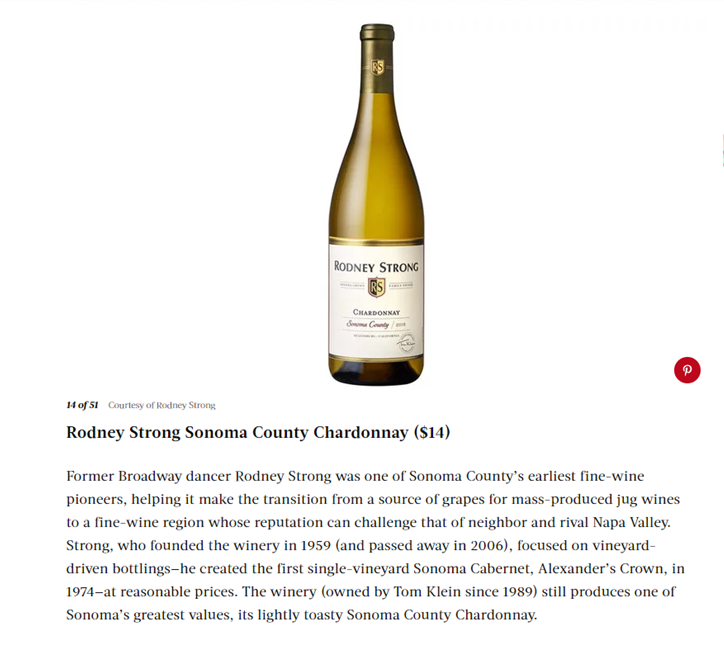 RS
RODNEY STRONG
RS
CHARDONNAY
Sonoma County
14 of 51 Courtesy of Rodney Strong
Rodney Strong Sonoma County Chardonnay ($14)
Former Broadway dancer Rodney Strong was one of Sonoma County’s earliest fine-wine
pioneers, helping it make the transition from a source of grapes for mass-produced jug wines
to a fine-wine region whose reputation can challenge that of neighbor and rival Napa Valley.
Strong, who founded the winery in 1959 (and passed away in 2006), focused on vineyard-
driven bottlings—he created the first single-vineyard Sonoma Cabernet, Alexander’s Crown, in
1974—at reasonable prices. The winery (owned by Tom Klein since 1989) still produces one of
Sonoma’s greatest values, its lightly toasty Sonoma County Chardonnay.